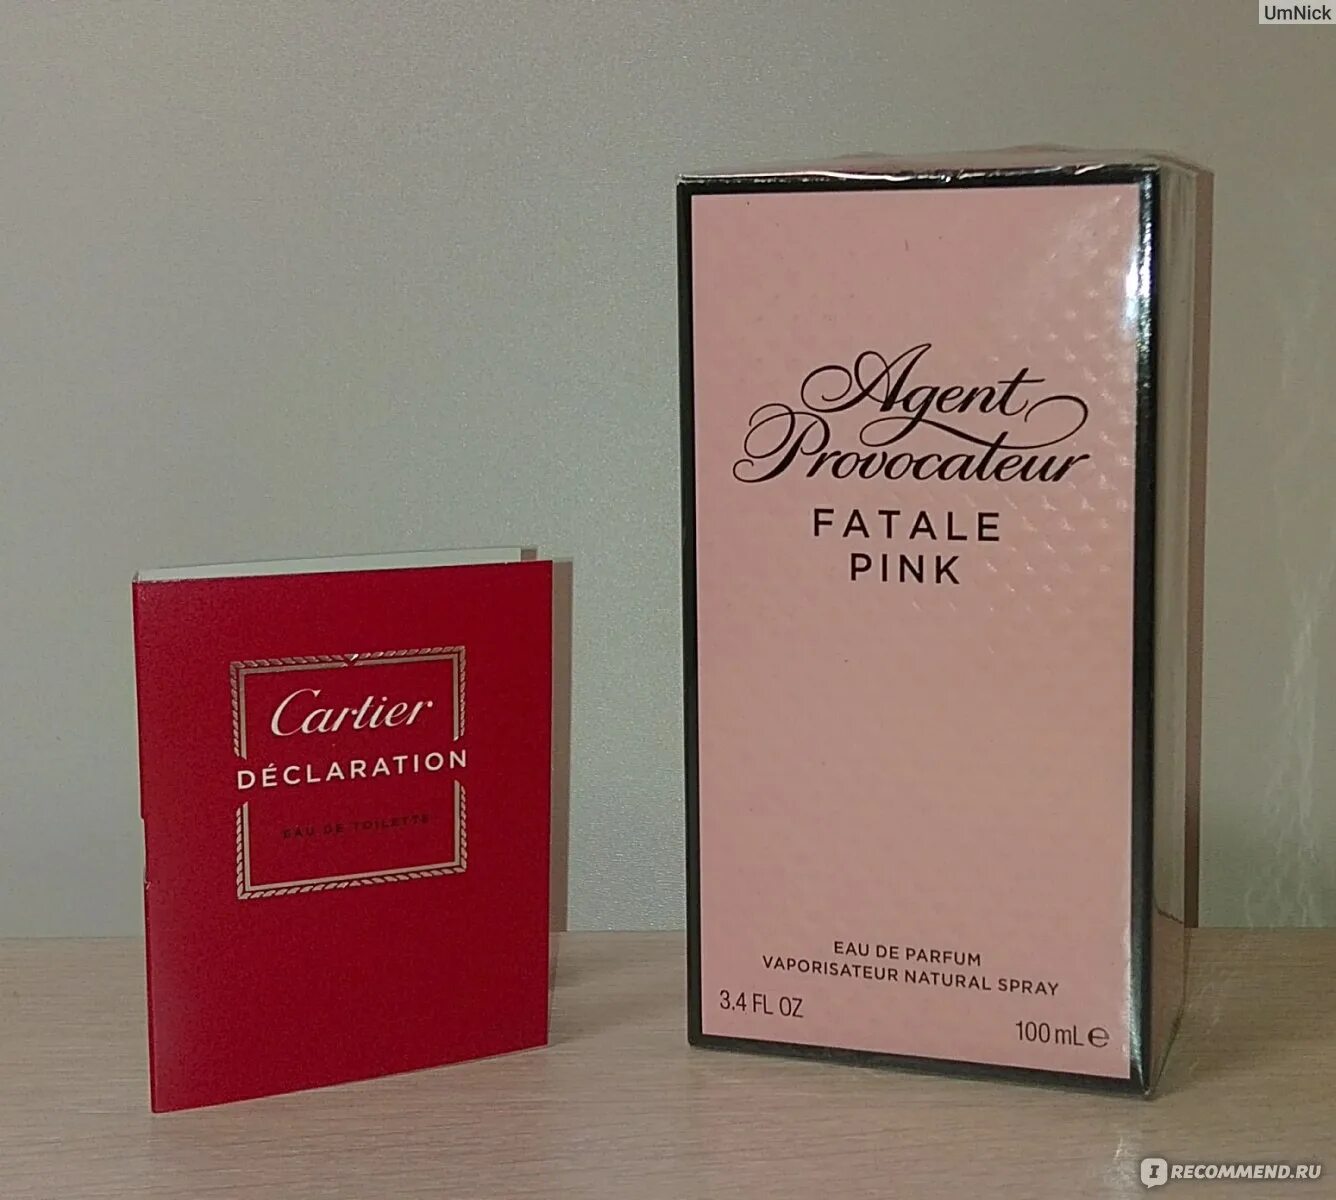 UmNick
Cartier
DÉCLARATION
EAU DE TOILETTE
Agent
Provocateur
FATALE
PINK
EAU DE PARFUM
VAPORISATEUR NATURAL SPRAY
3.4 FL OZ
100 mL ℮
I RECOMMEND.RU